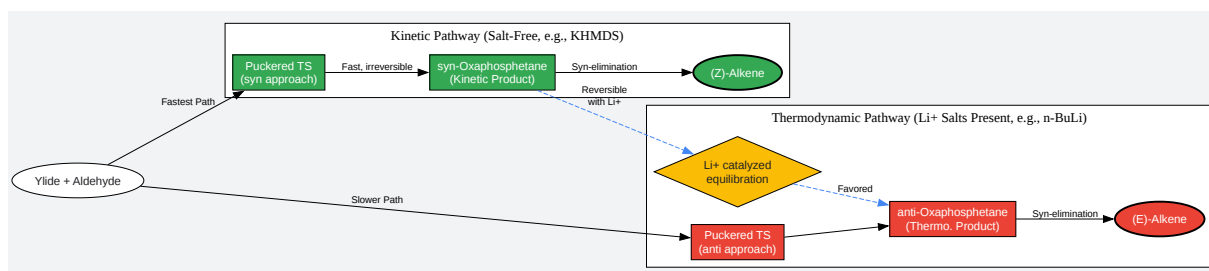 Kinetic Pathway (Salt-Free, e.g., KHMDS)
Puckered TS
(syn approach)
Fast, irreversible
syn-Oxaphosphetane
(Kinetic Product)
Syn-elimination
(Z)-Alkene
Fastest Path
Reversible
with Li+
Thermodynamic Pathway (Li+ Salts Present, e.g., n-BuLi)
Ylide + Aldehyde
Li+ catalyzed
equilibration
Favored
Slower Path
Puckered TS
(anti approach)
anti-Oxaphosphetane
(Thermo. Product)
Syn-elimination
(E)-Alkene